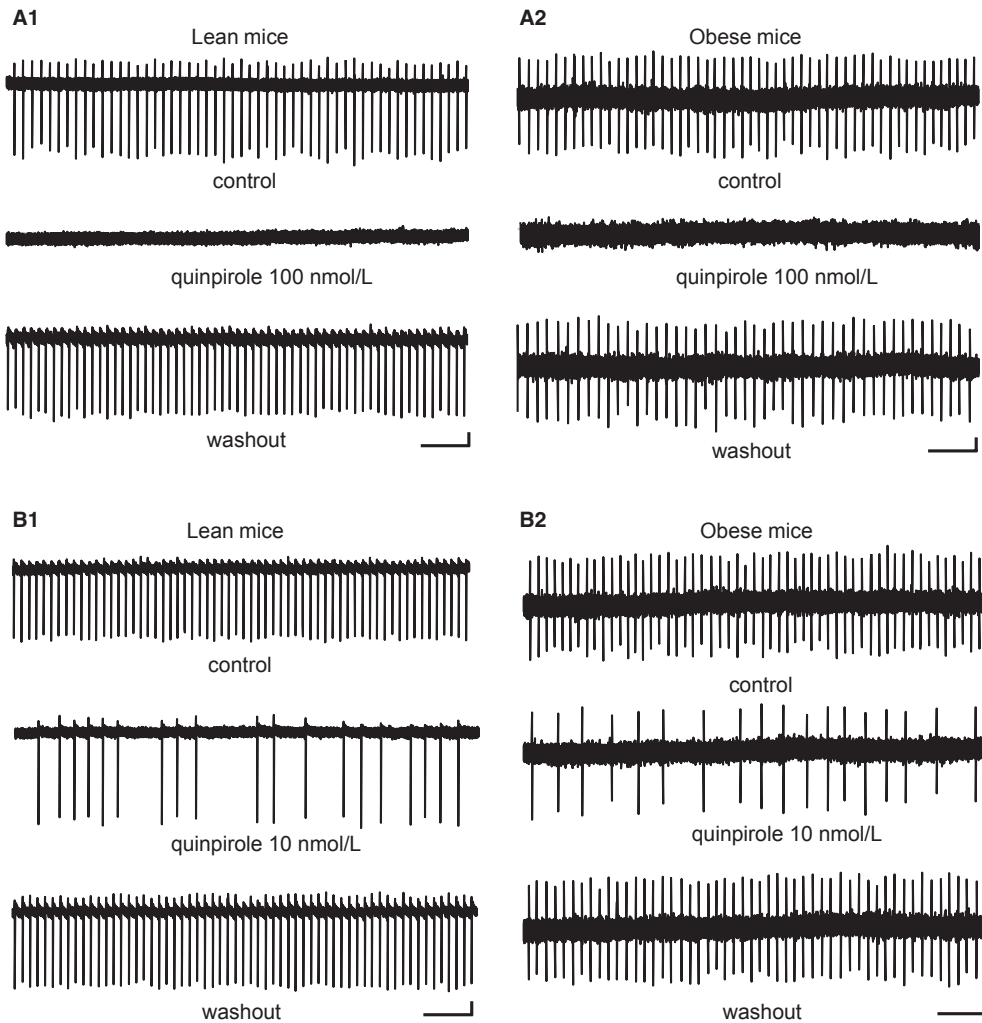 A1
Lean mice
control
quinpirole 100 nmol/L
washout
A2
Obese mice
control
quinpirole 100 nmol/L
washout
B1
Lean mice
control
quinpirole 10 nmol/L
washout
B2
Obese mice
control
quinpirole 10 nmol/L
washout